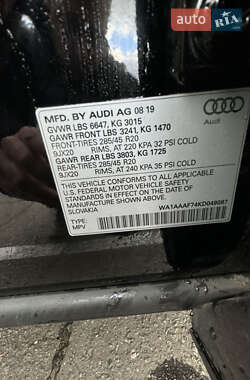 AUTO.RIA
MFD. BY AUDI AG 08 19
GVWR LBS 6647, KG 3015
GAWR FRONT LBS 3241, KG 1470
FRONT-TIRES 285/45 R20
9JX20 RIMS, AT 220 KPA 32 PSI COLD
GAWR REAR LBS 3803, KG 1725
REAR-TIRES 285/45 R20
9JX20 RIMS, AT 240 KPA 35 PSI COLD
Audi
THIS VEHICLE CONFORMS TO ALL APPLICABLE
FEDERAL MOTOR VEHICLE SAFETY
STANDARDS IN EFFECT ON THE DATE OF
MANUFACTURE SHOWN ABOVE.
SLOVAKIA
TYPE:
MPV